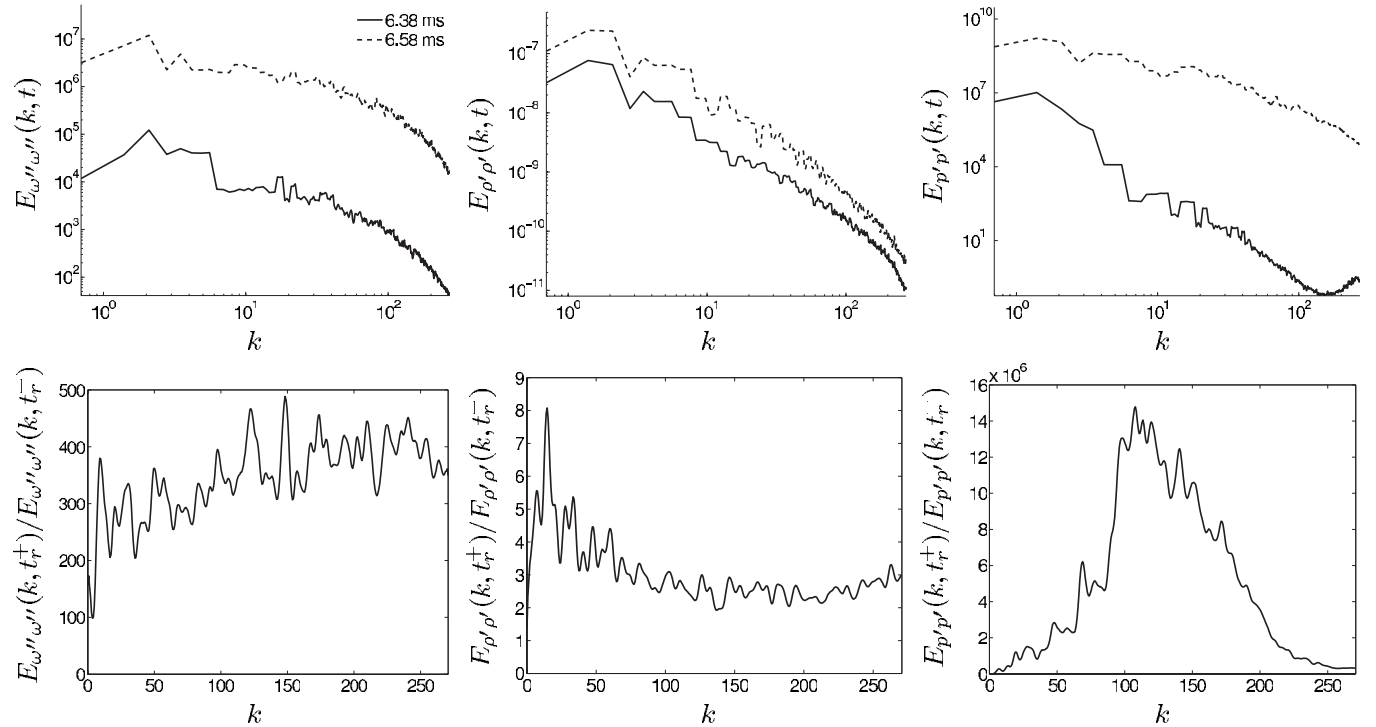 6.38 ms
6.58 ms
E_{ω''ω''}(k, t)
10^7
10^6
10^5
10^4
10^3
10^2
10^0 10^1 10^2
k
E_{ρ'ρ'}(k, t)
10^{-7}
10^{-8}
10^{-9}
10^{-10}
10^{-11}
10^0 10^1 10^2
k
E_{p'p'}(k, t)
10^{10}
10^7
10^4
10^1
10^0 10^1 10^2
k
E_{ω''ω''}(k, t_r^+)/E_{ω''ω''}(k, t_r^-)
500
400
300
200
100
0
0 50 100 150 200 250
k
E_{ρ'ρ'}(k, t_r^+)/E_{ρ'ρ'}(k, t_r^-)
9
8
7
6
5
4
3
2
1
0
0 50 100 150 200 250
k
E_{p'p'}(k, t_r^+)/E_{p'p'}(k, t_r
x 10^6
16
14
12
10
8
6
4
2
0
0 50 100 150 200 250
k